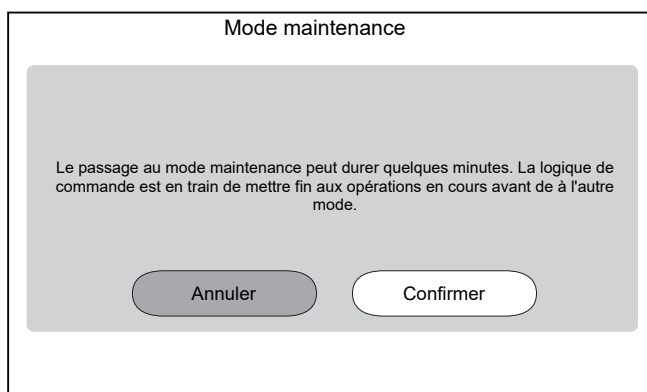 Mode maintenance
Le passage au mode maintenance peut durer quelques minutes. La logique de
commande est en train de mettre fin aux opérations en cours avant de à l'autre
mode.
Annuler
Confirmer